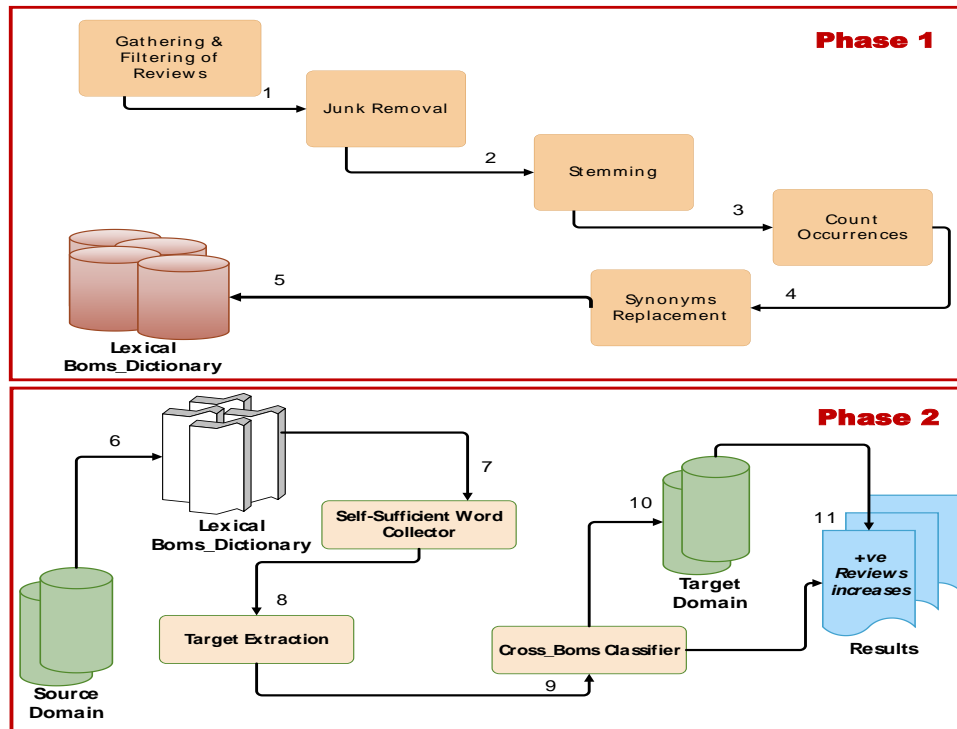 Phase 1
Gathering &
Filtering of
Reviews
1
Junk Removal
2
Stemming
3
Count
Occurrences
4
Synonyms
Replacement
5
Lexical
Boms_Dictionary
Phase 2
6
Lexical
Boms_Dictionary
7
Self-Sufficient Word
Collector
8
Target Extraction
9
Cross_Boms Classifier
10
Target
Domain
11
+ve
Reviews
increases
Results
Source
Domain